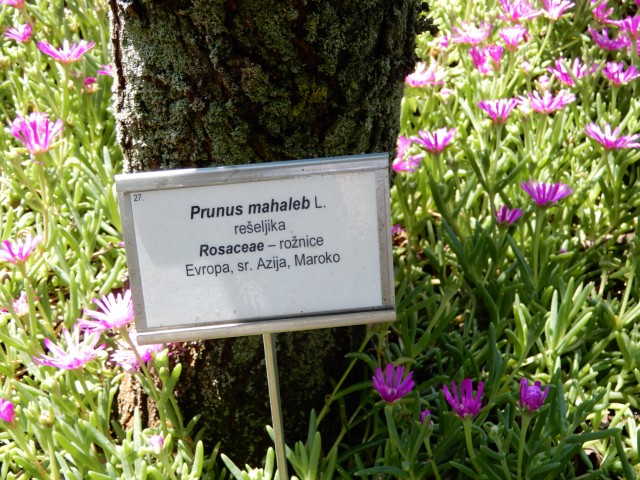 27.
Prunus mahaleb L.
rešeljika
Rosaceae – rožnice
Evropa, sr. Azija, Maroko